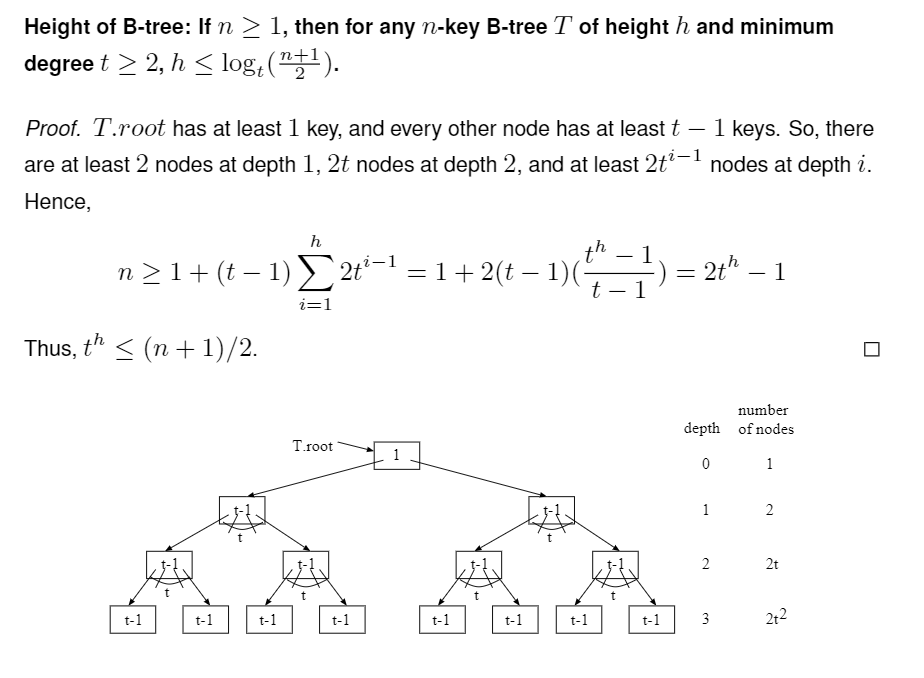 Height of B-tree: If n ≥ 1, then for any n-key B-tree T of height h and minimum
degree t ≥ 2, h ≤ log_t(\frac{n+1}{2}).
Proof. T.root has at least 1 key, and every other node has at least t − 1 keys. So, there
are at least 2 nodes at depth 1, 2t nodes at depth 2, and at least 2t^{i−1} nodes at depth i.
Hence,
n ≥ 1 + (t − 1) \sum_{i=1}^{h} 2t^{i−1} = 1 + 2(t − 1)(\frac{t^h − 1}{t − 1}) = 2t^h − 1
Thus, t^h ≤ (n + 1)/2. □
number
depth of nodes
T.root 1 0 1
t-1 t-1 1 2
t t
t-1 t-1 t-1 t-1 2 2t
t t t t
t-1 t-1 t-1 t-1 t-1 t-1 t-1 t-1 3 2t^2